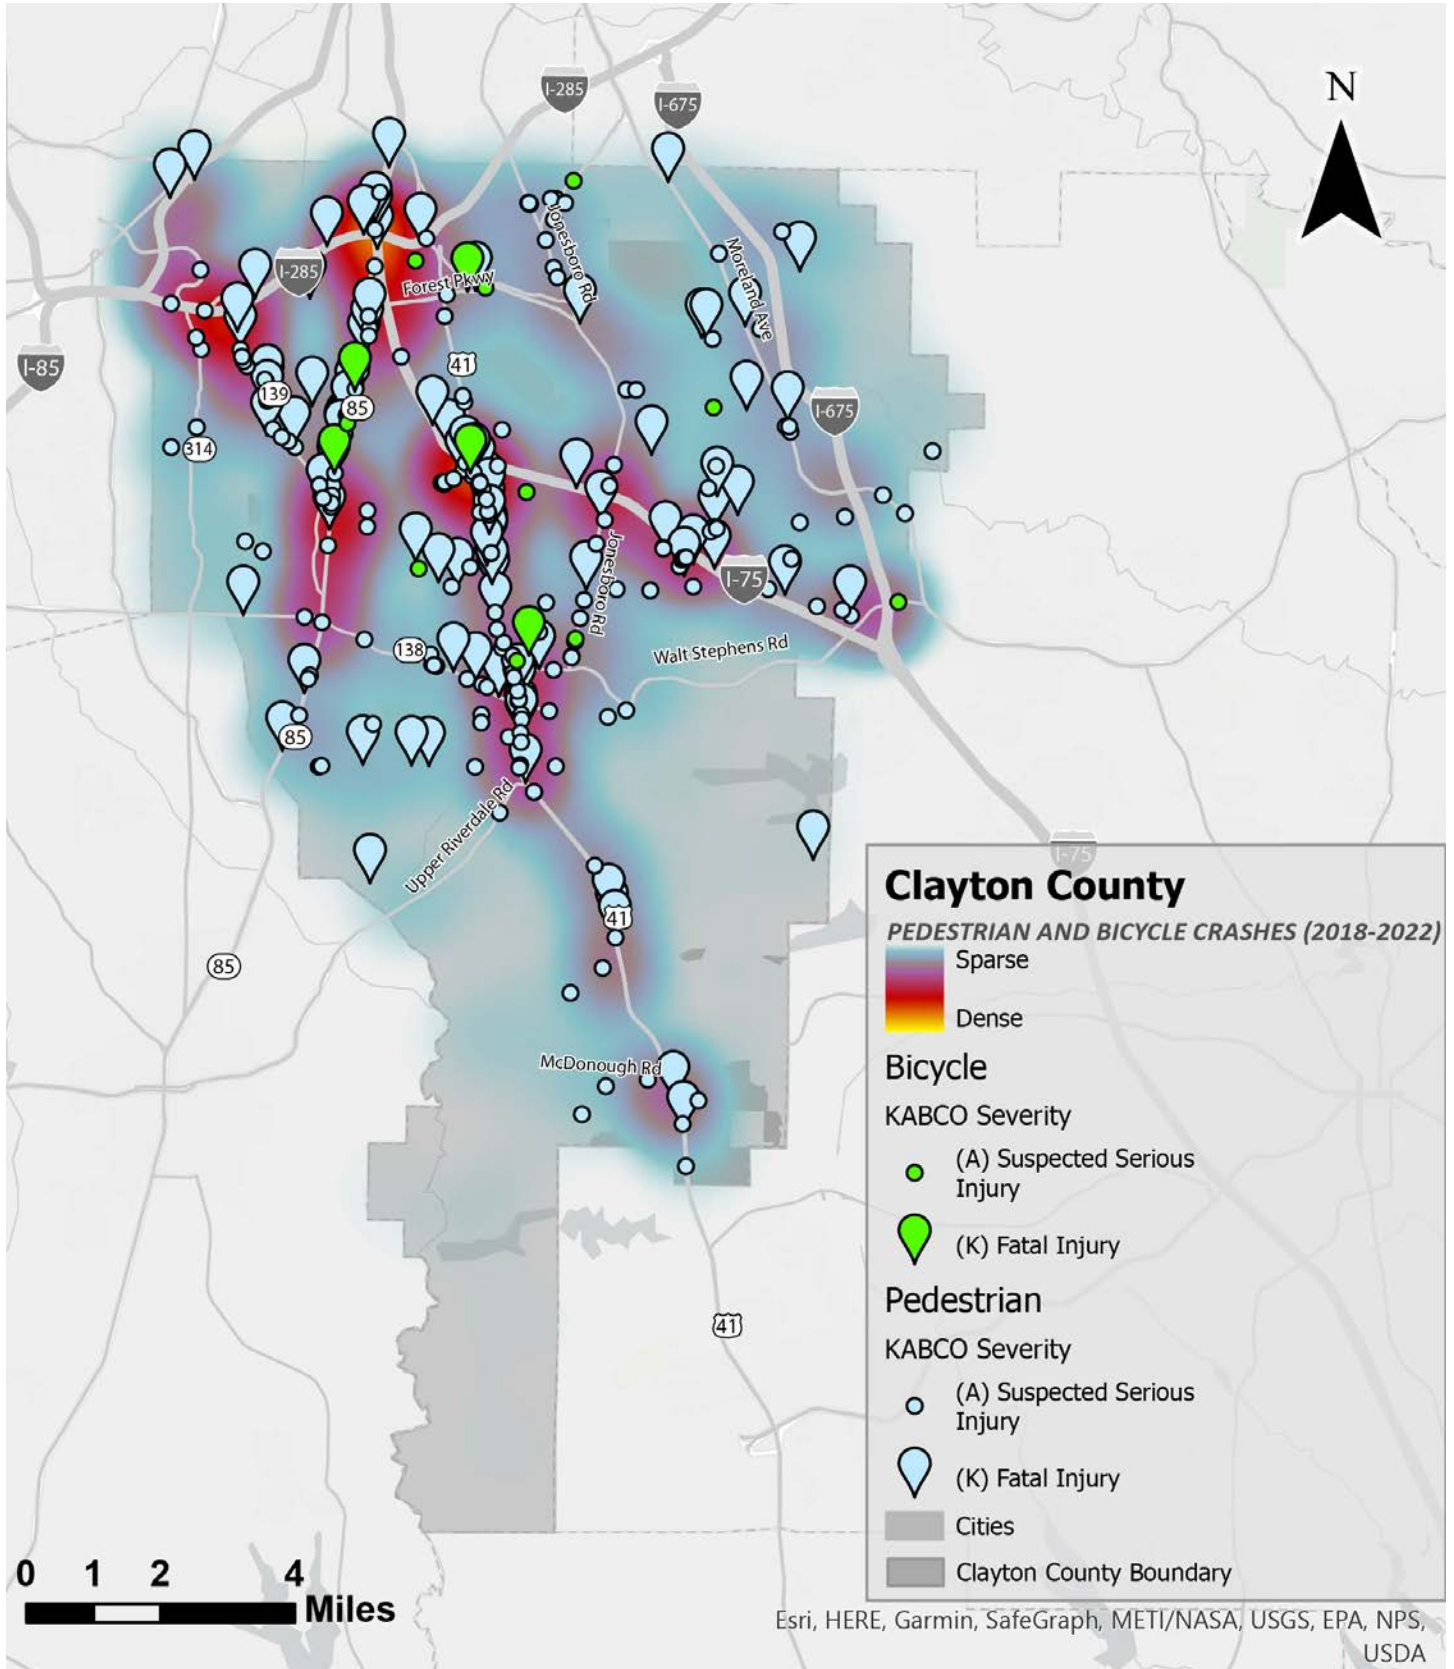 N
I-285
I-675
Jonesboro Rd
Moreland Ave
I-285
Forest Pkwy
I-85
41
139
85
I-675
314
Jonesboro Rd
I-75
138
Walt Stephens Rd
85
Upper Riverdale Rd
I-75
41
85
McDonough Rd
41
Clayton County
PEDESTRIAN AND BICYCLE CRASHES (2018-2022)
Sparse
Dense
Bicycle
KABCO Severity
(A) Suspected Serious
Injury
(K) Fatal Injury
Pedestrian
KABCO Severity
(A) Suspected Serious
Injury
(K) Fatal Injury
Cities
Clayton County Boundary
0 1 2 4
Miles
Esri, HERE, Garmin, SafeGraph, METI/NASA, USGS, EPA, NPS,
USDA